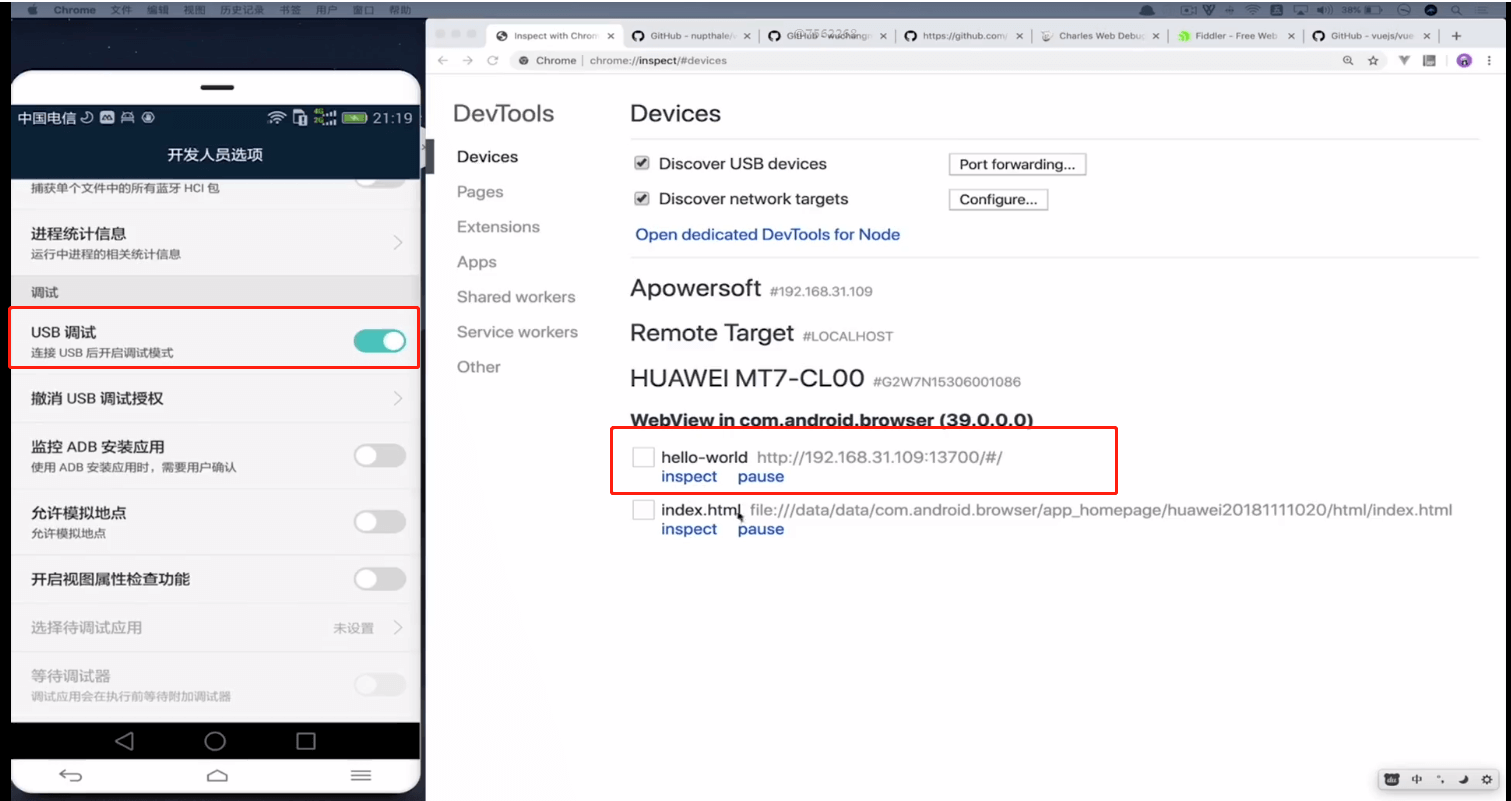 Chrome 文件 编辑 视图 历史记录 书签 用户 窗口 帮助
38%
Inspect with Chrom
GitHub - nupthale/
https://github.com/
Charles Web Debug
Fiddler - Free Web
GitHub - vuejs/vue
Chrome | chrome://inspect/#devices
中国电信
4G
2G
21:19
开发人员选项
捕获单个文件中的所有蓝牙 HCI 包
进程统计信息
运行中进程的相关统计信息
调试
USB 调试
连接 USB 后开启调试模式
撤消 USB 调试授权
监控 ADB 安装应用
使用 ADB 安装应用时，需要用户确认
允许模拟地点
允许模拟地点
开启视图属性检查功能
选择待调试应用 未设置
等待调试器
调试应用会在执行前等待附加调试器
DevTools
Devices
Pages
Extensions
Apps
Shared workers
Service workers
Other
Devices
Discover USB devices
Port forwarding...
Discover network targets
Configure...
Open dedicated DevTools for Node
Apowersoft #192.168.31.109
Remote Target #LOCALHOST
HUAWEI MT7-CL00 #G2W7N15306001086
WebView in com.android.browser (39.0.0.0)
hello-world http://192.168.31.109:13700/#/
inspect pause
index.html file:///data/data/com.android.browser/app_homepage/huawei20181111020/html/index.html
inspect pause
中